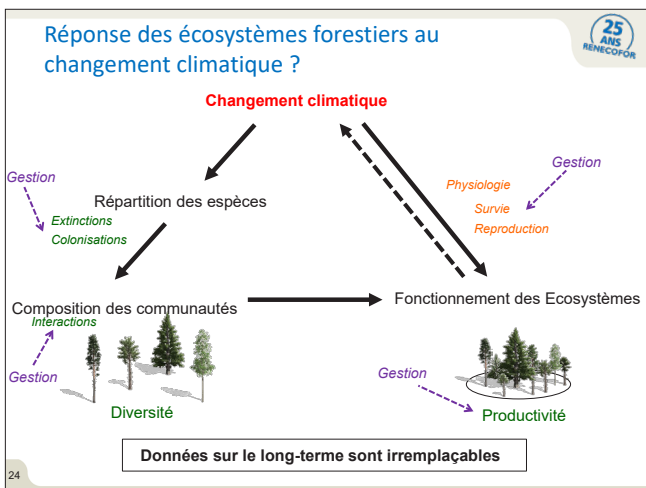 Réponse des écosystèmes forestiers au
changement climatique ?
25
ANS
RENECOFOR
Changement climatique
Gestion
Répartition des espèces
Extinctions
Colonisations
Physiologie
Survie
Reproduction
Gestion
Composition des communautés
Interactions
Fonctionnement des Ecosystèmes
Gestion
Diversité
Gestion
Productivité
Données sur le long-terme sont irremplaçables
24